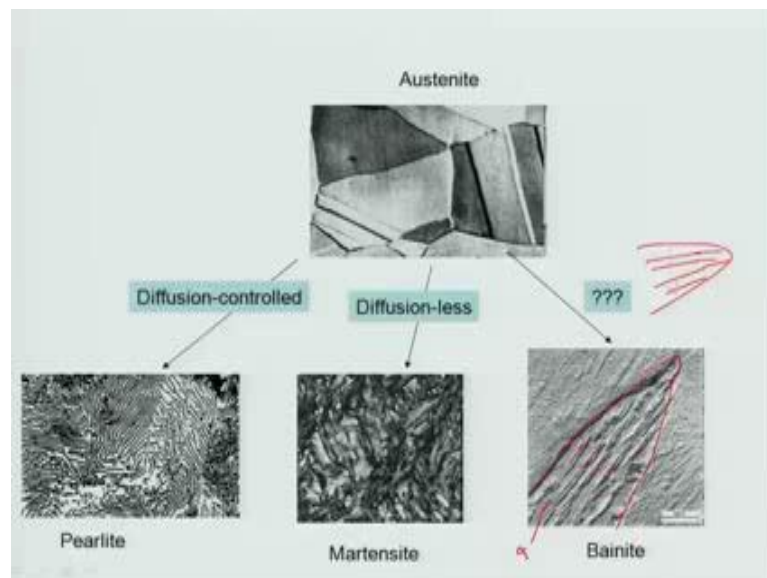 Austenite
Diffusion-controlled
Diffusion-less
???
Pearlite
Martensite
Bainite
α